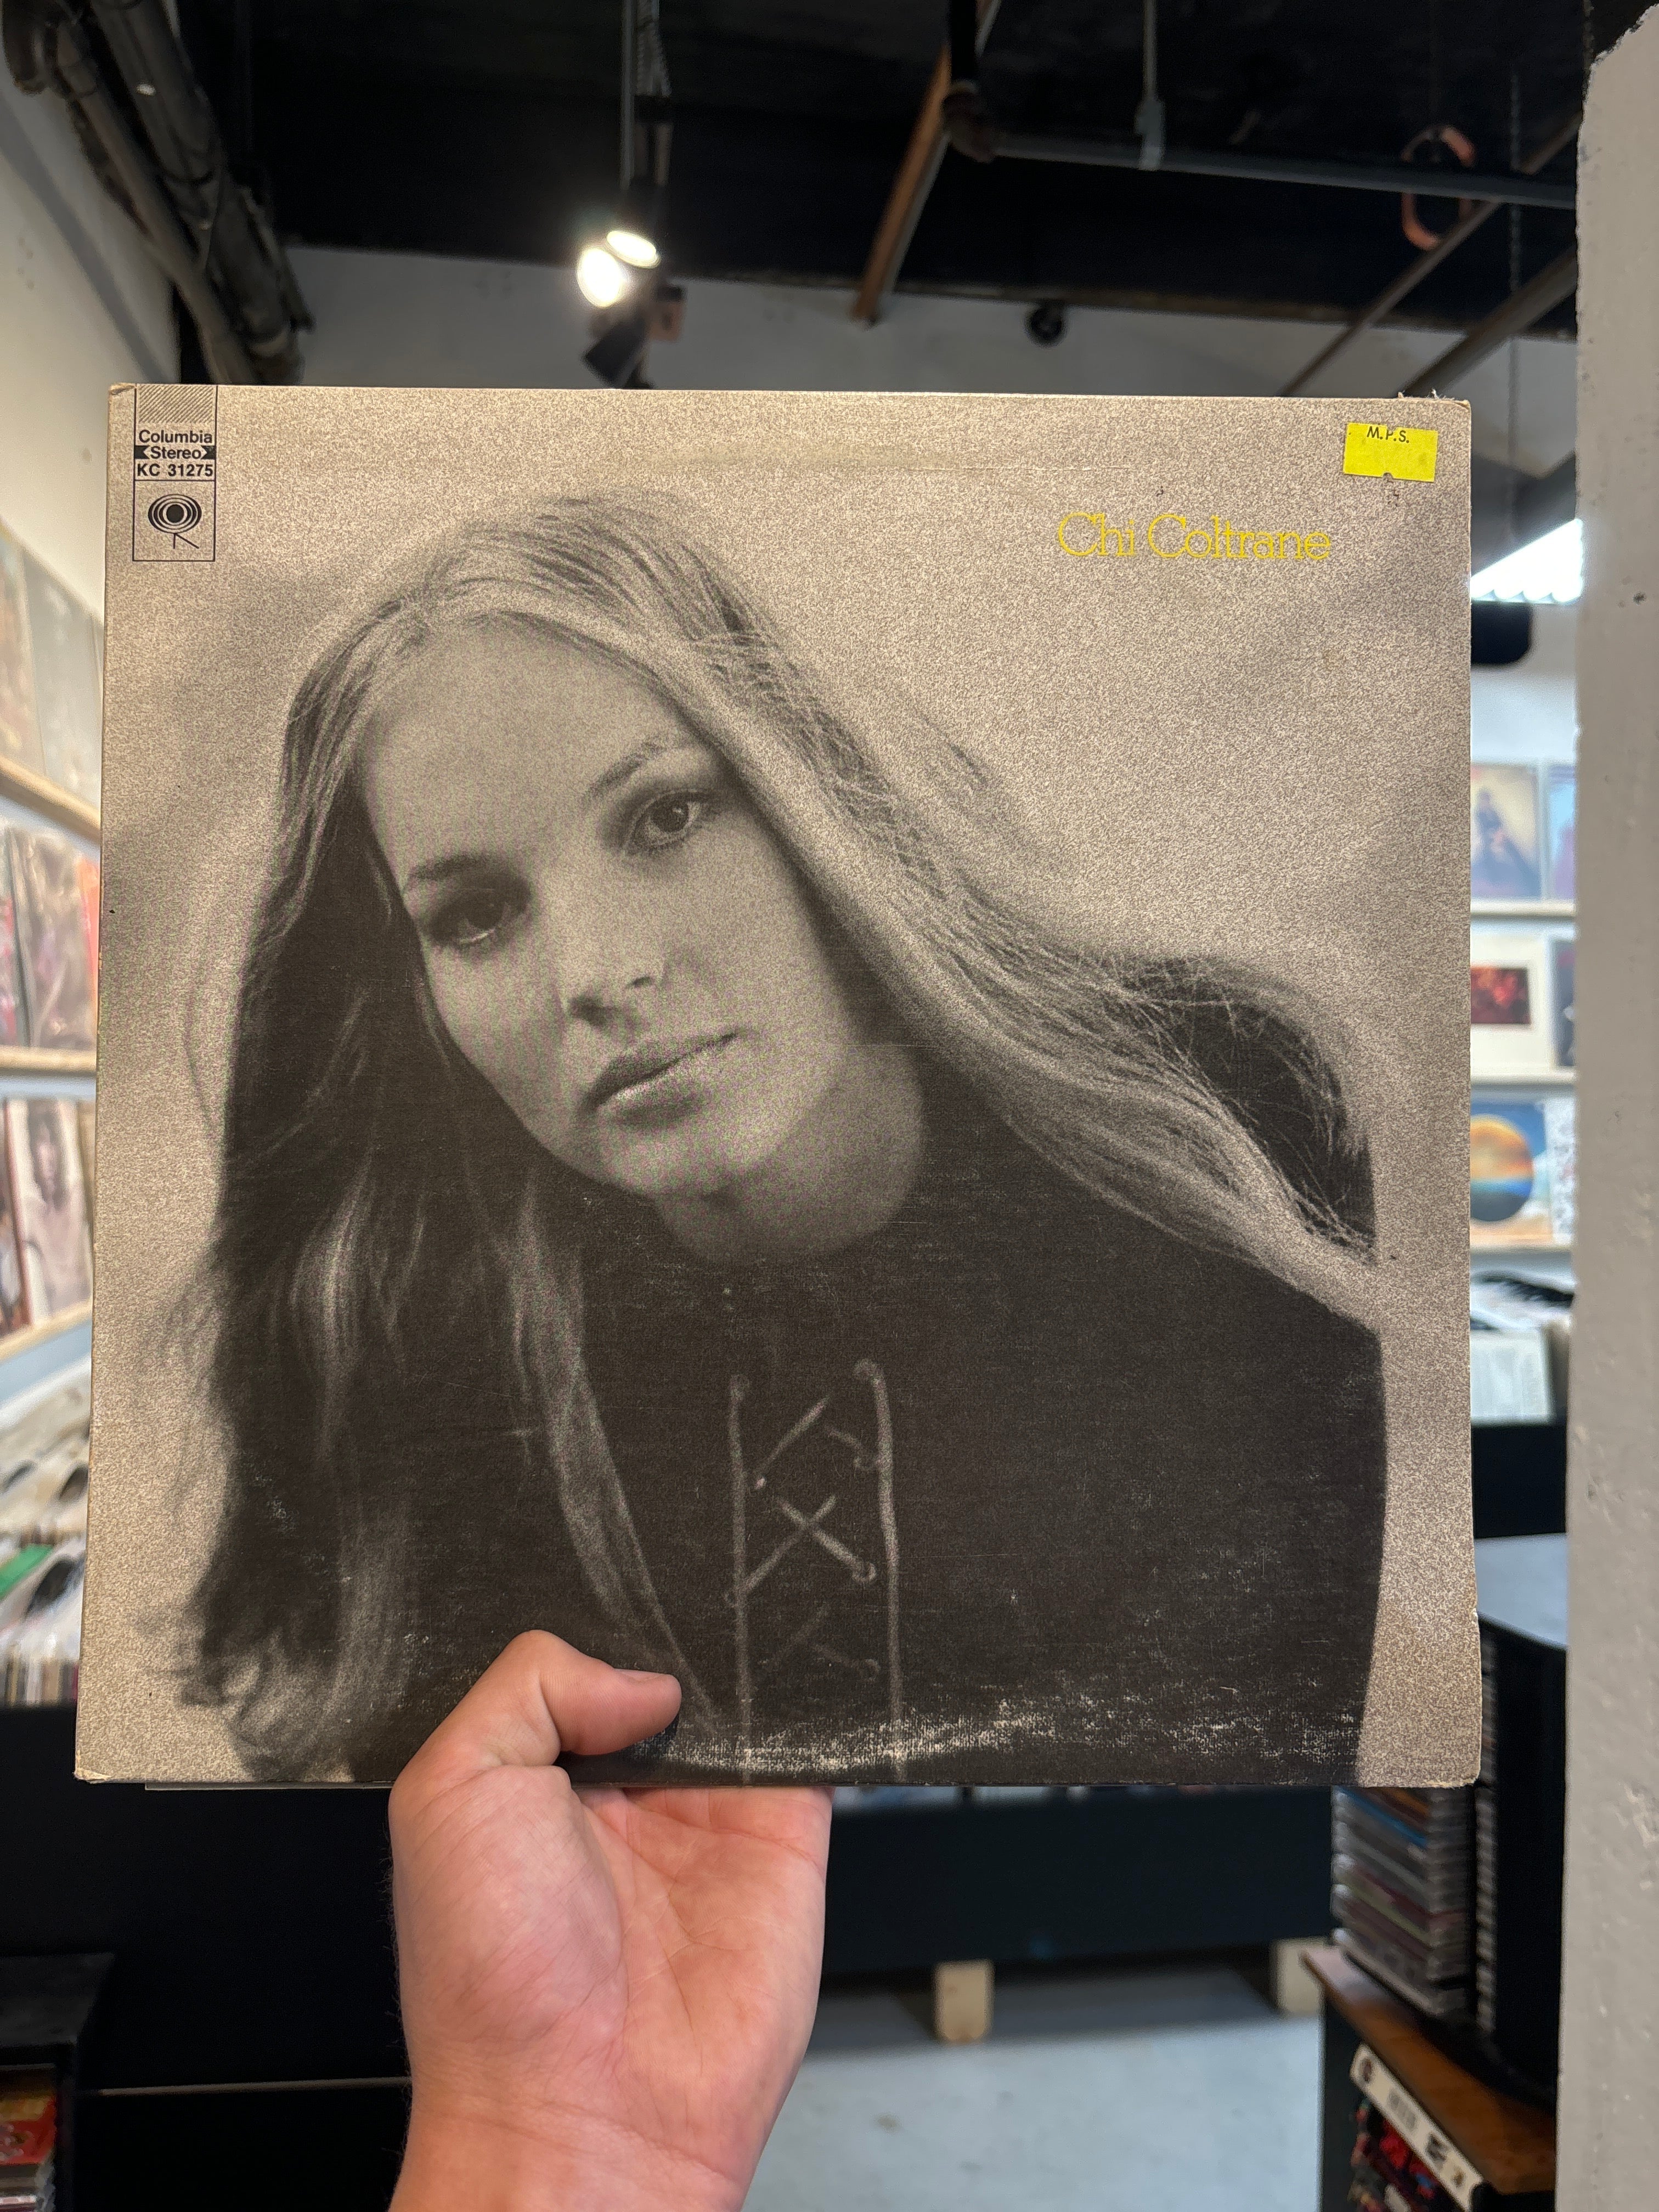 Columbia
Stereo
KC 31275
M.P.S.
Chi Coltrane